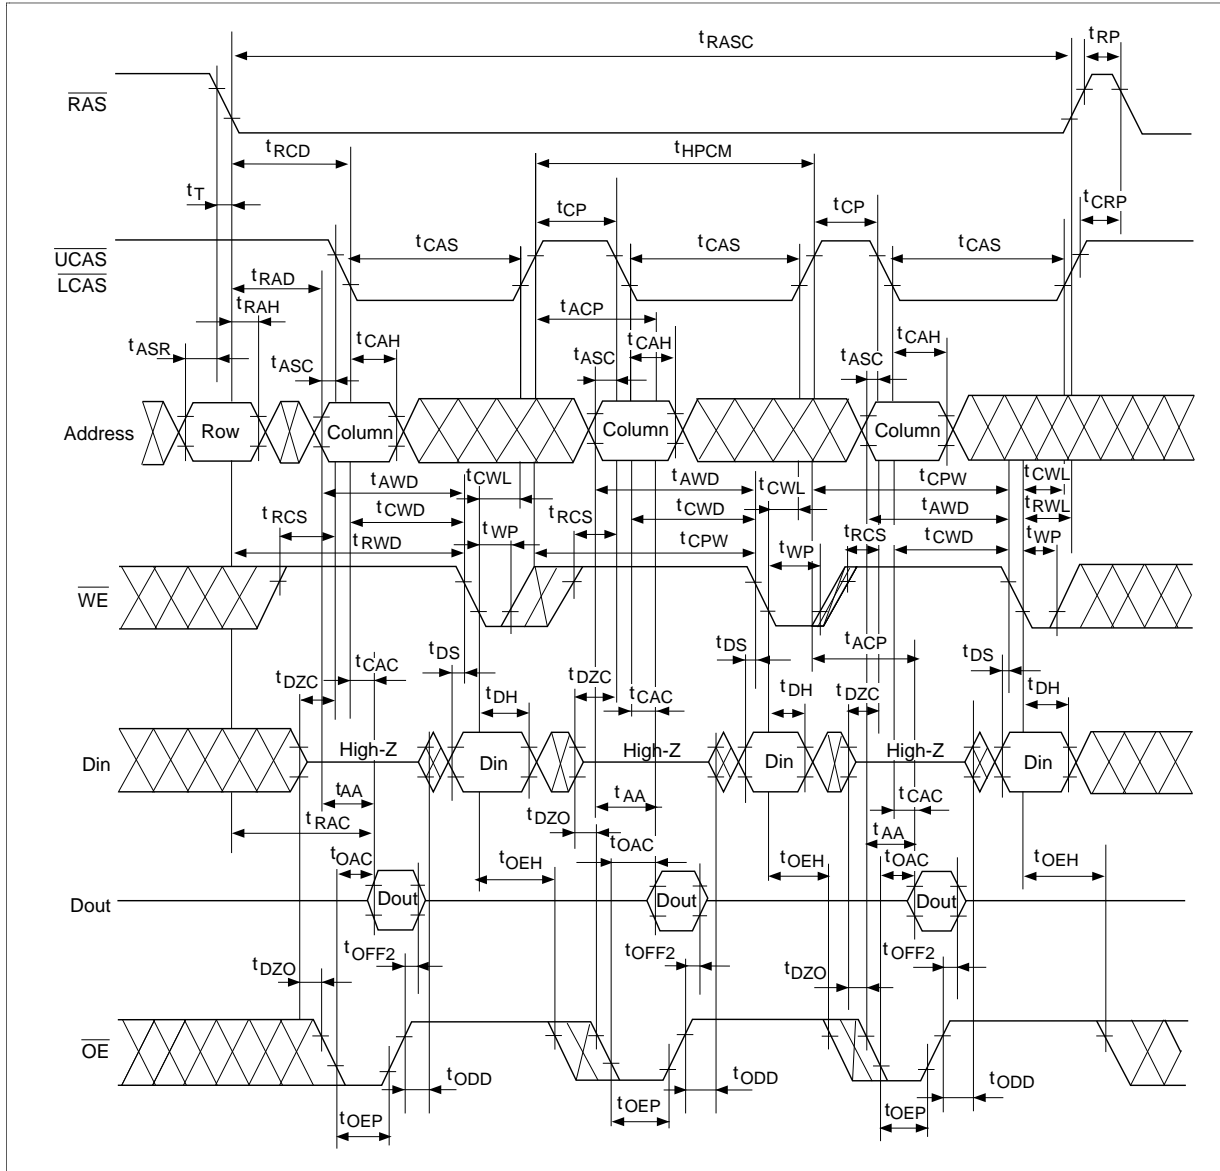 tRASC tRP
RAS
tRCD tHPCM
tT tCP tCP tCRP
UCAS tCAS tCAS tCAS
LCAS
tRAD
tRAH tACP
tASR tASC tCAH tASC tCAH tASC tCAH
Address Row Column Column Column
tAWD tCWL tAWD tCWL tCPW tCWL
tRCS tCWD tRCS tCWD tAWD tRWL
tRWD tWP tCPW tWP tRCS tCWD tWP
WE
tDS tDS tACP tDS
tDZC tCAC tDH tDZC tCAC tDH tDZC tDH
Din High-Z Din High-Z Din High-Z Din
tAA tAA tCAC
tRAC tDZO tAA
tOAC tOEH tOAC tOEH tOAC tOEH
Dout Dout Dout Dout
tDZO tOFF2 tOFF2 tDZO tOFF2
OE
tODD tODD tODD
tOEP tOEP tOEP